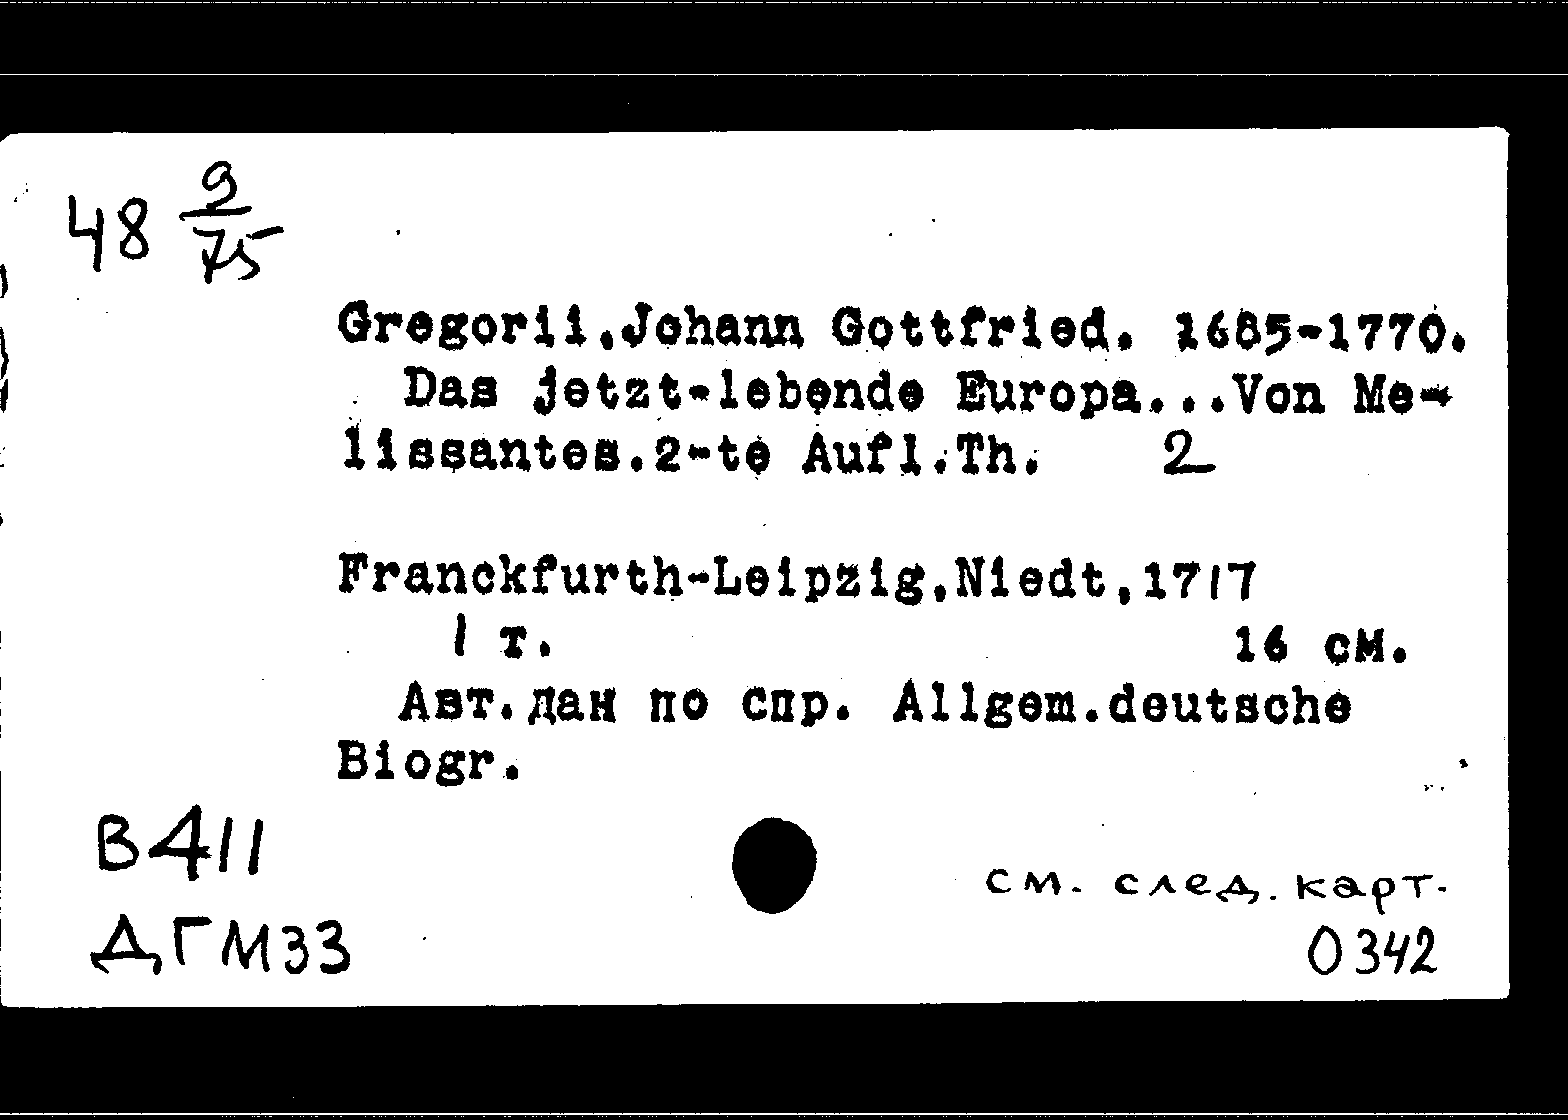 48 9/75
Gregorii,Johann Gottfried. 1685-1770.
Das jetzt-lebende Europa...Von Me-
lissantes.2-te Aufl.Th. 2
Franckfurth-Leipzig,Niedt,1717
1 т. 16 см.
Авт.дан по спр. Allgem.deutsche
Biogr.
В411
ДГМ33
см. след. карт.
0342